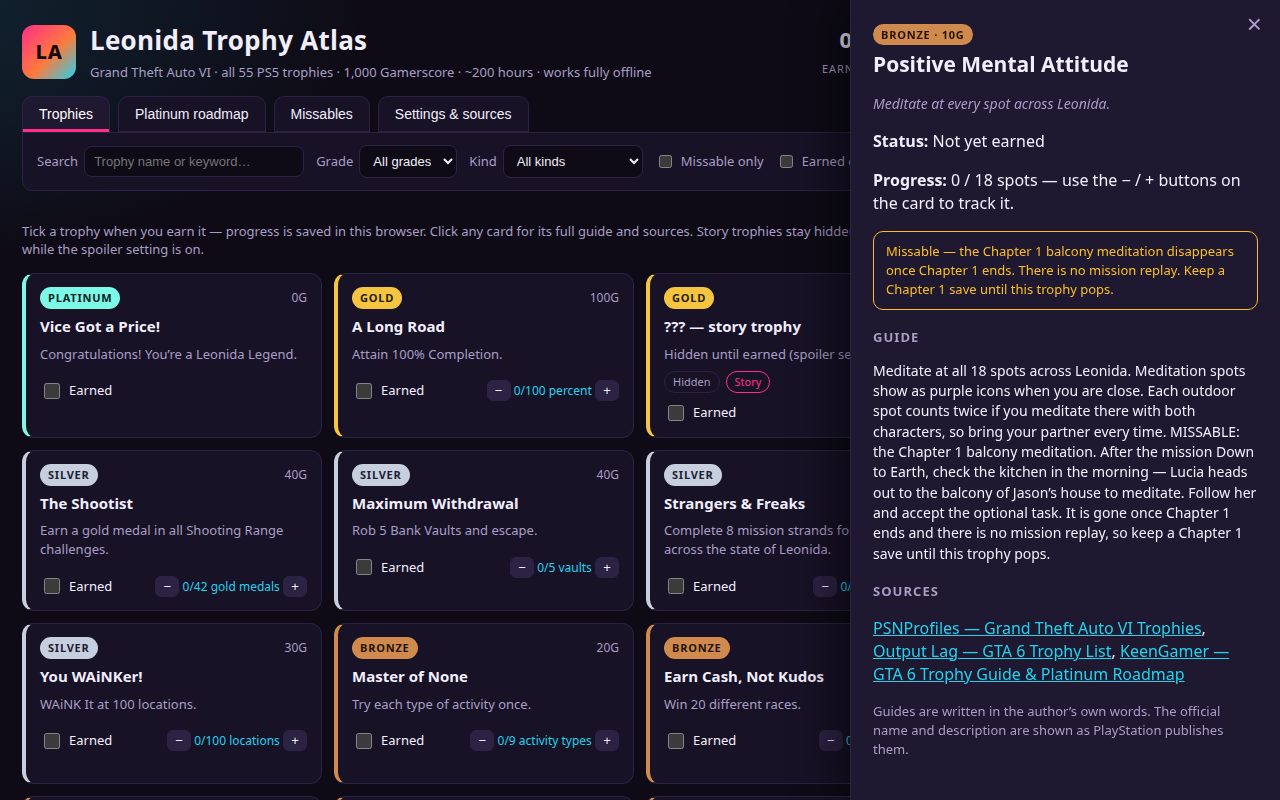 LA
Leonida Trophy Atlas
Grand Theft Auto VI · all 55 PS5 trophies · 1,000 Gamerscore · ~200 hours · works fully offline
0
EARN
Trophies
Platinum roadmap
Missables
Settings & sources
Search
Trophy name or keyword…
Grade
All grades
Kind
All kinds
Missable only
Earned
Tick a trophy when you earn it — progress is saved in this browser. Click any card for its full guide and sources. Story trophies stay hidde
while the spoiler setting is on.
PLATINUM
0G
Vice Got a Price!
Congratulations! You’re a Leonida Legend.
Earned
GOLD
100G
A Long Road
Attain 100% Completion.
Earned
− 0/100 percent +
GOLD
??? — story trophy
Hidden until earned (spoiler se
Hidden
Story
Earned
SILVER
40G
The Shootist
Earn a gold medal in all Shooting Range
challenges.
Earned
− 0/42 gold medals +
SILVER
40G
Maximum Withdrawal
Rob 5 Bank Vaults and escape.
Earned
− 0/5 vaults +
SILVER
Strangers & Freaks
Complete 8 mission strands fo
across the state of Leonida.
Earned
− 0/
SILVER
30G
You WAiNKer!
WAiNK It at 100 locations.
Earned
− 0/100 locations +
BRONZE
20G
Master of None
Try each type of activity once.
Earned
− 0/9 activity types +
BRONZE
Earn Cash, Not Kudos
Win 20 different races.
Earned
− 0
×
BRONZE · 10G
Positive Mental Attitude
Meditate at every spot across Leonida.
Status: Not yet earned
Progress: 0 / 18 spots — use the − / + buttons on
the card to track it.
Missable — the Chapter 1 balcony meditation disappears
once Chapter 1 ends. There is no mission replay. Keep a
Chapter 1 save until this trophy pops.
GUIDE
Meditate at all 18 spots across Leonida. Meditation spots
show as purple icons when you are close. Each outdoor
spot counts twice if you meditate there with both
characters, so bring your partner every time. MISSABLE:
the Chapter 1 balcony meditation. After the mission Down
to Earth, check the kitchen in the morning — Lucia heads
out to the balcony of Jason’s house to meditate. Follow her
and accept the optional task. It is gone once Chapter 1
ends and there is no mission replay, so keep a Chapter 1
save until this trophy pops.
SOURCES
PSNProfiles — Grand Theft Auto VI Trophies,
Output Lag — GTA 6 Trophy List, KeenGamer —
GTA 6 Trophy Guide & Platinum Roadmap
Guides are written in the author’s own words. The official
name and description are shown as PlayStation publishes
them.